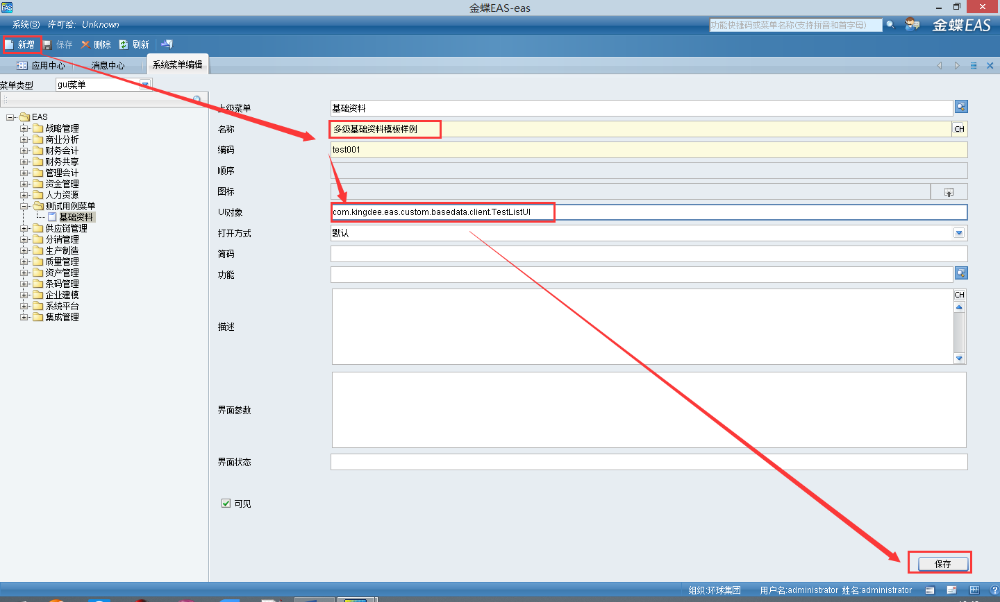 金蝶EAS-eas
EAS
系统(S) 许可给: Unknown
功能快捷码或菜单名称(支持拼音和首字母)
金蝶EAS
新增 保存 删除 刷新
应用中心 消息中心 系统菜单编辑
菜单类型 gui菜单
EAS
战略管理
商业分析
财务会计
财务共享
管理会计
资金管理
人力资源
测试用例菜单
基础资料
供应链管理
分销管理
生产制造
质量管理
资产管理
条码管理
企业建模
系统平台
集成管理
上级菜单 基础资料
名称 多级基础资料模板样例 CH
编码 test001
顺序
图标
UI对象 com.kingdee.eas.custom.basedata.client.TestListUI
打开方式 默认
简码
功能
描述 CH
界面参数
界面状态
可见
保存
组织:环球集团 用户名:administrator 姓名:administrator